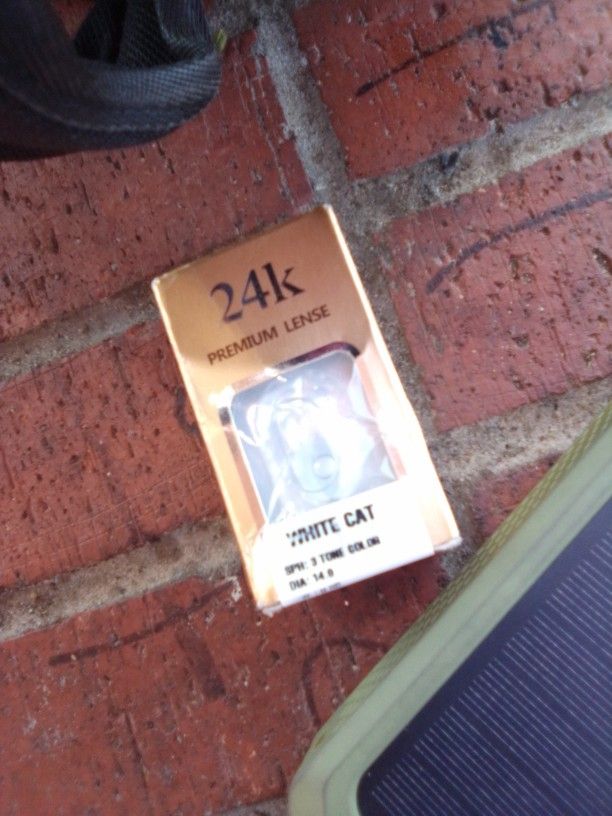 24k
PREMIUM LENSE
WHITE CAT
SPH: 3 TONE COLOR
DIA: 14.0